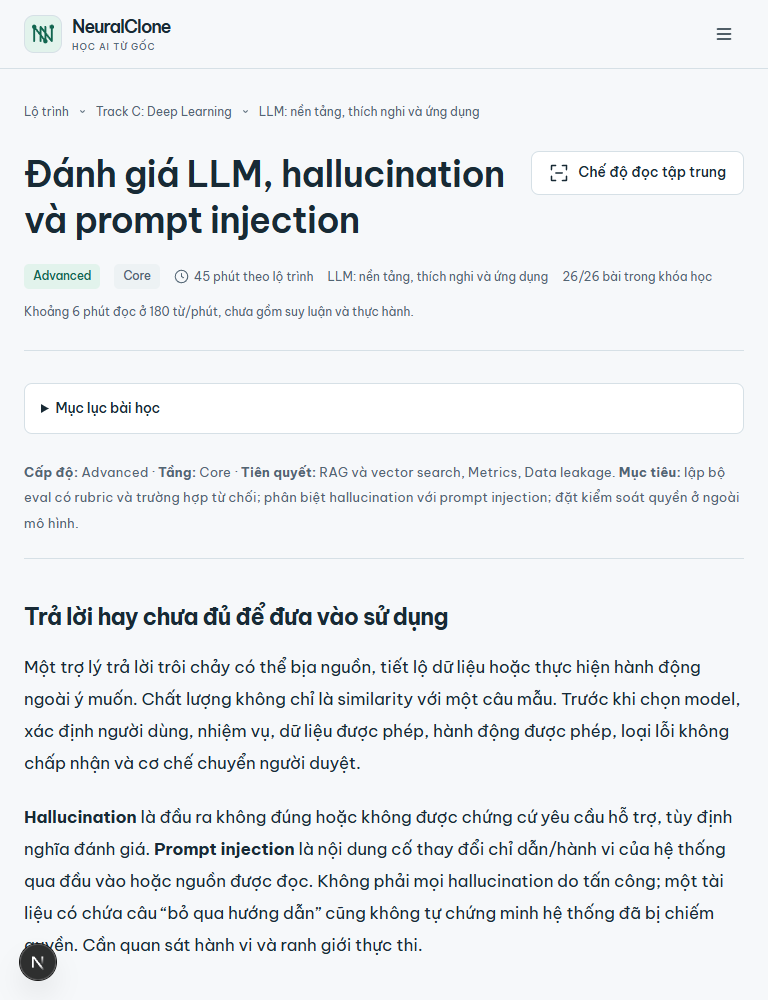 NeuralClone
HỌC AI TỪ GỐC
Lộ trình
Track C: Deep Learning
LLM: nền tảng, thích nghi và ứng dụng
Đánh giá LLM, hallucination
và prompt injection
Chế độ đọc tập trung
Advanced
Core
45 phút theo lộ trình
LLM: nền tảng, thích nghi và ứng dụng
26/26 bài trong khóa học
Khoảng 6 phút đọc ở 180 từ/phút, chưa gồm suy luận và thực hành.
Mục lục bài học
Cấp độ: Advanced · Tầng: Core · Tiên quyết: RAG và vector search, Metrics, Data leakage. Mục tiêu: lập bộ
eval có rubric và trường hợp từ chối; phân biệt hallucination với prompt injection; đặt kiểm soát quyền ở ngoài
mô hình.
Trả lời hay chưa đủ để đưa vào sử dụng
Một trợ lý trả lời trôi chảy có thể bịa nguồn, tiết lộ dữ liệu hoặc thực hiện hành động
ngoài ý muốn. Chất lượng không chỉ là similarity với một câu mẫu. Trước khi chọn model,
xác định người dùng, nhiệm vụ, dữ liệu được phép, hành động được phép, loại lỗi không
chấp nhận và cơ chế chuyển người duyệt.
Hallucination là đầu ra không đúng hoặc không được chứng cứ yêu cầu hỗ trợ, tùy định
nghĩa đánh giá. Prompt injection là nội dung cố thay đổi chỉ dẫn/hành vi của hệ thống
qua đầu vào hoặc nguồn được đọc. Không phải mọi hallucination do tấn công; một tài
liệu có chứa câu “bỏ qua hướng dẫn” cũng không tự chứng minh hệ thống đã bị chiếm
quyền. Cần quan sát hành vi và ranh giới thực thi.
N